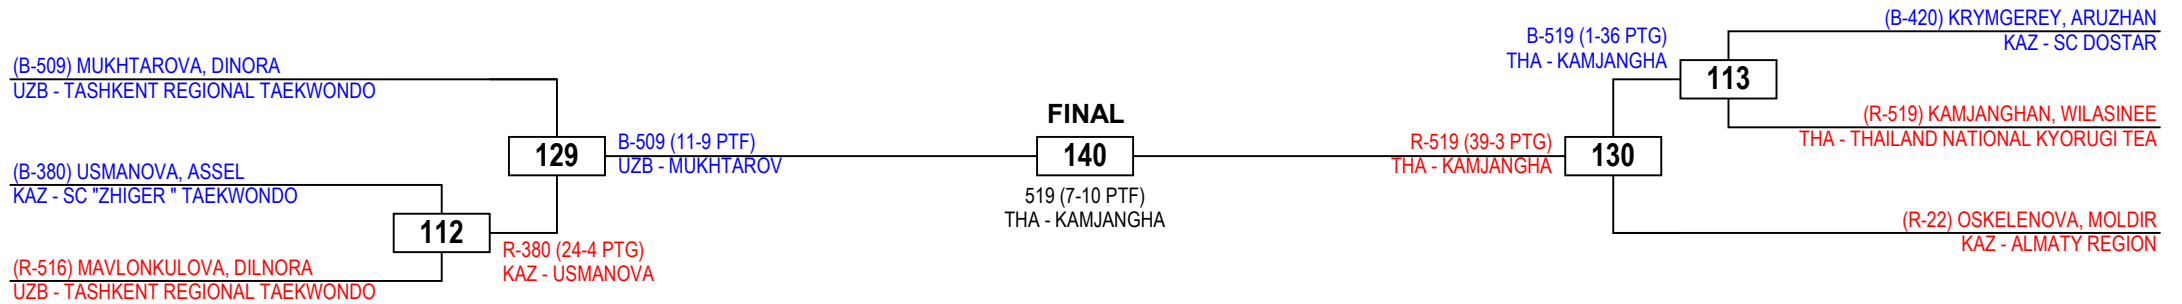 (B-509) MUKHTAROVA, DINORA
UZB - TASHKENT REGIONAL TAEKWONDO
(B-380) USMANOVA, ASSEL
KAZ - SC "ZHIGER " TAEKWONDO
(R-516) MAVLONKULOVA, DILNORA
UZB - TASHKENT REGIONAL TAEKWONDO
112
R-380 (24-4 PTG)
KAZ - USMANOVA
129
B-509 (11-9 PTF)
UZB - MUKHTAROV
FINAL
140
519 (7-10 PTF)
THA - KAMJANGHA
R-519 (39-3 PTG)
THA - KAMJANGHA
130
B-519 (1-36 PTG)
THA - KAMJANGHA
113
(B-420) KRYMGEREY, ARUZHAN
KAZ - SC DOSTAR
(R-519) KAMJANGHAN, WILASINEE
THA - THAILAND NATIONAL KYORUGI TEA
(R-22) OSKELENOVA, MOLDIR
KAZ - ALMATY REGION